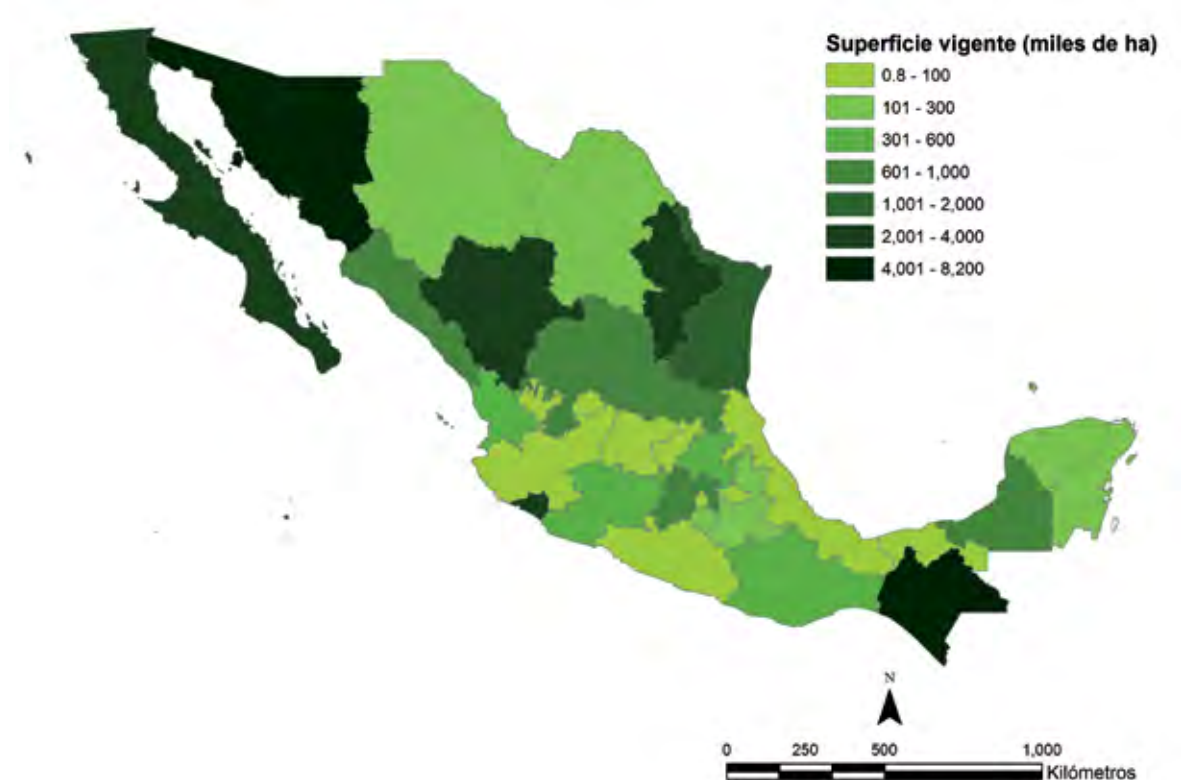 Superficie vigente (miles de ha)
0.8 - 100
101 - 300
301 - 600
601 - 1,000
1,001 - 2,000
2,001 - 4,000
4,001 - 8,200
N
0 250 500 1,000
Kilómetros